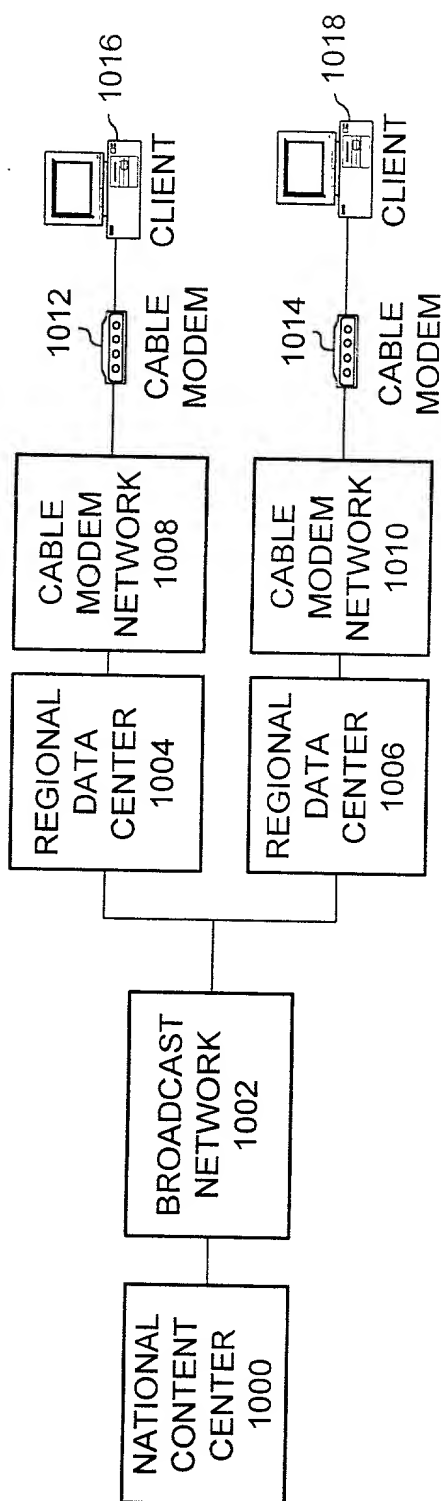 NATIONAL
CONTENT
CENTER
1000
BROADCAST
NETWORK
1002
REGIONAL
DATA
CENTER
1004
CABLE
MODEM
NETWORK
1008
1012
CABLE
MODEM
1016
CLIENT
REGIONAL
DATA
CENTER
1006
CABLE
MODEM
NETWORK
1010
1014
CABLE
MODEM
1018
CLIENT